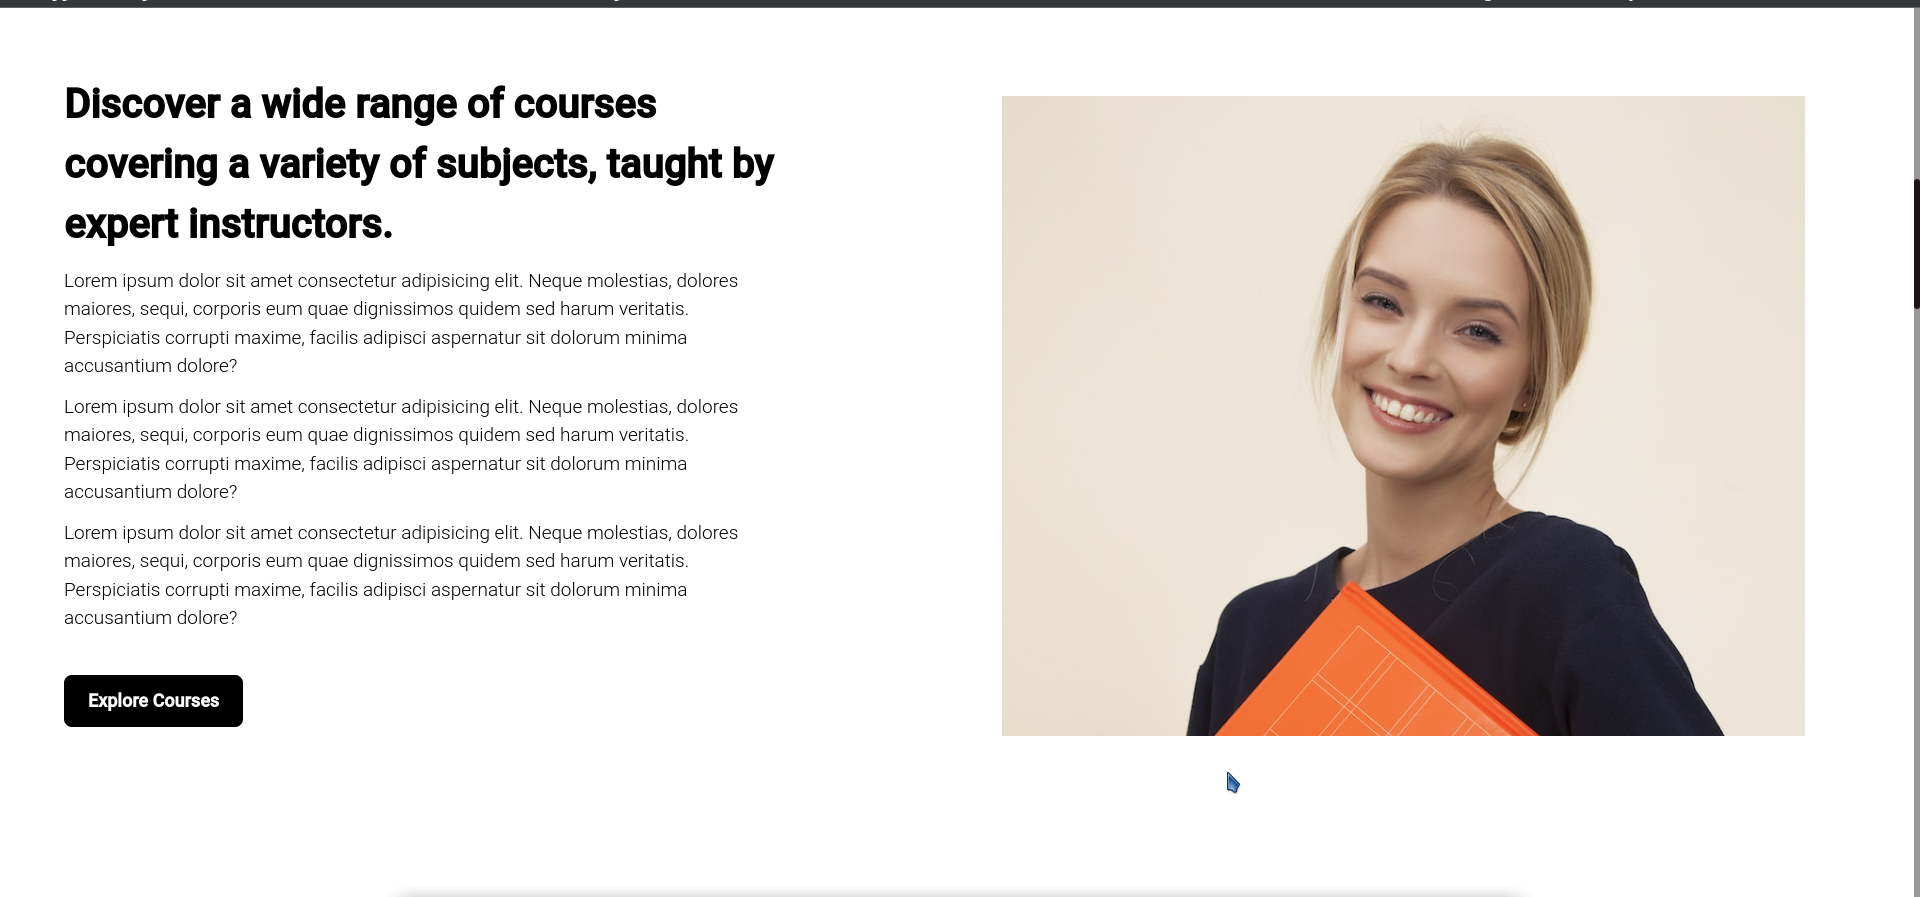 Discover a wide range of courses
covering a variety of subjects, taught by
expert instructors.
Lorem ipsum dolor sit amet consectetur adipisicing elit. Neque molestias, dolores
maiores, sequi, corporis eum quae dignissimos quidem sed harum veritatis.
Perspiciatis corrupti maxime, facilis adipisci aspernatur sit dolorum minima
accusantium dolore?
Lorem ipsum dolor sit amet consectetur adipisicing elit. Neque molestias, dolores
maiores, sequi, corporis eum quae dignissimos quidem sed harum veritatis.
Perspiciatis corrupti maxime, facilis adipisci aspernatur sit dolorum minima
accusantium dolore?
Lorem ipsum dolor sit amet consectetur adipisicing elit. Neque molestias, dolores
maiores, sequi, corporis eum quae dignissimos quidem sed harum veritatis.
Perspiciatis corrupti maxime, facilis adipisci aspernatur sit dolorum minima
accusantium dolore?
Explore Courses